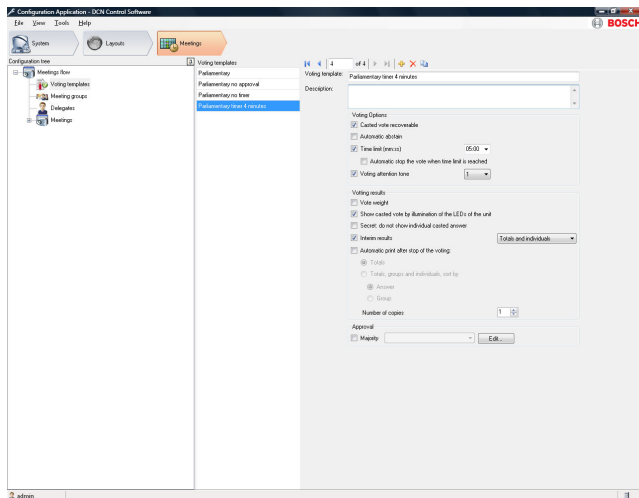 Configuration Application - DCN Control Software
File View Tools Help
BOSCH
System Layouts Meetings
Configuration tree
Meetings flow
Voting templates
Meeting groups
Delegates
Meetings
Voting templates
Parliamentary
Parliamentary no approval
Parliamentary no timer
Parliamentary timer 4 minutes
4 of 4
Voting template: Parliamentary timer 4 minutes
Description:
Voting Options
Casted vote recoverable
Automatic abstain
Time limit (mm:ss) 05:00
Automatic stop the vote when time limit is reached
Voting attention tone 1
Votting results
Vote weight
Show casted vote by illumination of the LEDs of the unit
Secret: do not show individual casted answer
Interim results Totals and individuals
Automatic print after stop of the voting:
Totals
Totals, groups and individuals, sort by
Answer
Group
Number of copies 1
Approval
Majority Edit...
admin